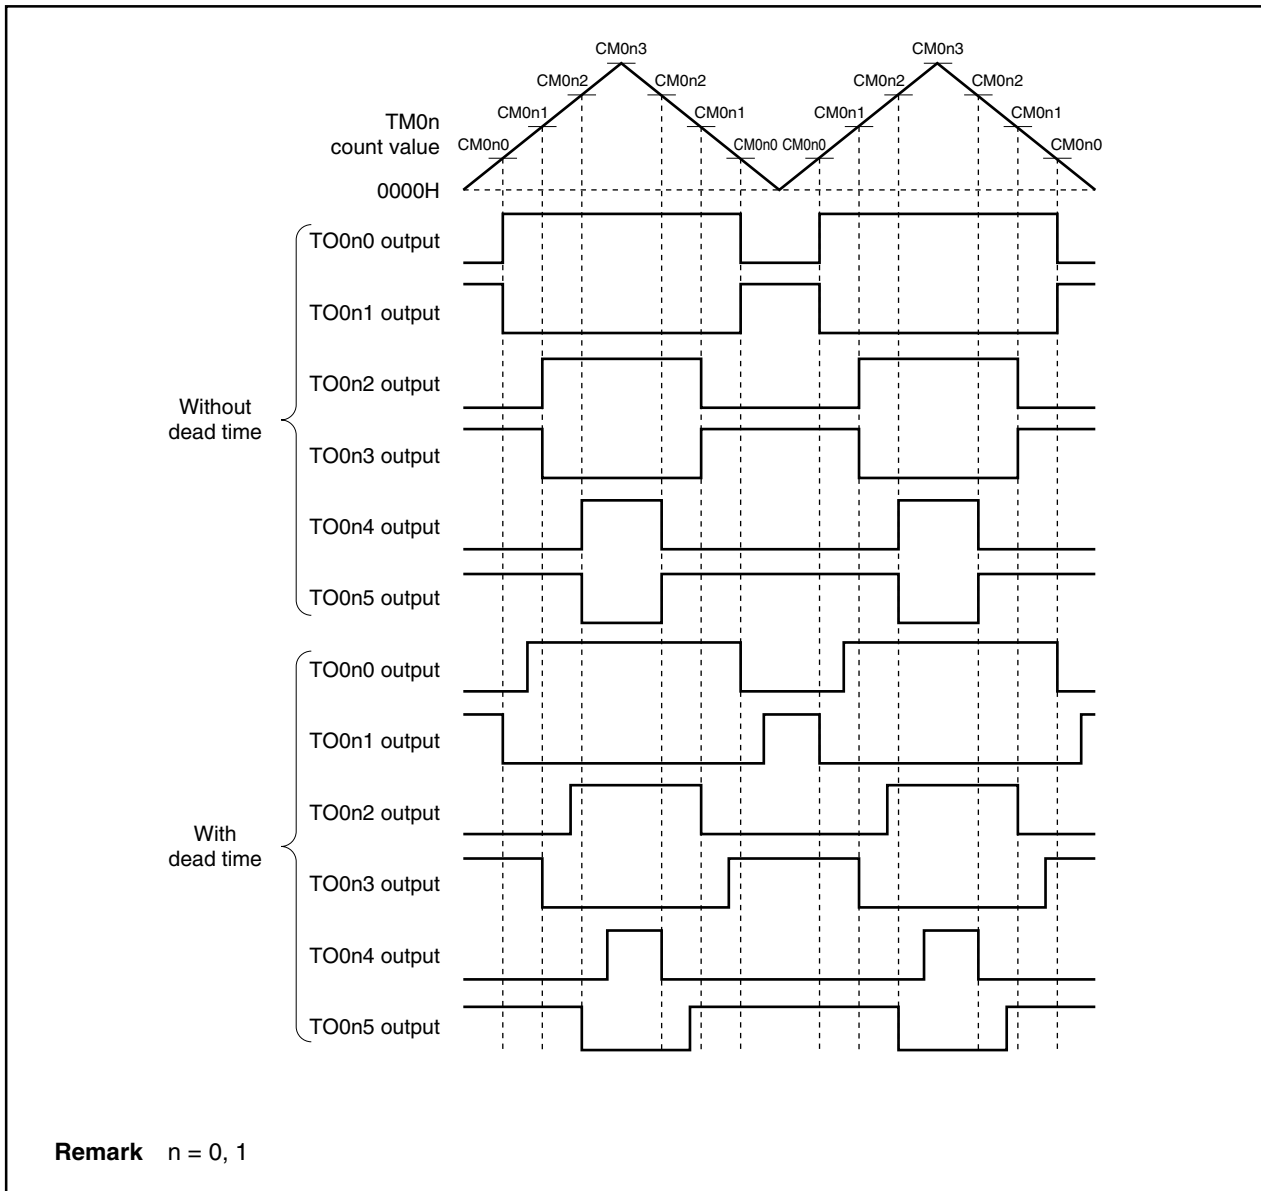 CM0n3 CM0n3
CM0n2 CM0n2 CM0n2 CM0n2
CM0n1 CM0n1 CM0n1 CM0n1
TM0n
count value
CM0n0 CM0n0 CM0n0 CM0n0
0000H
Without
dead time
TO0n0 output
TO0n1 output
TO0n2 output
TO0n3 output
TO0n4 output
TO0n5 output
With
dead time
TO0n0 output
TO0n1 output
TO0n2 output
TO0n3 output
TO0n4 output
TO0n5 output
Remark n = 0, 1